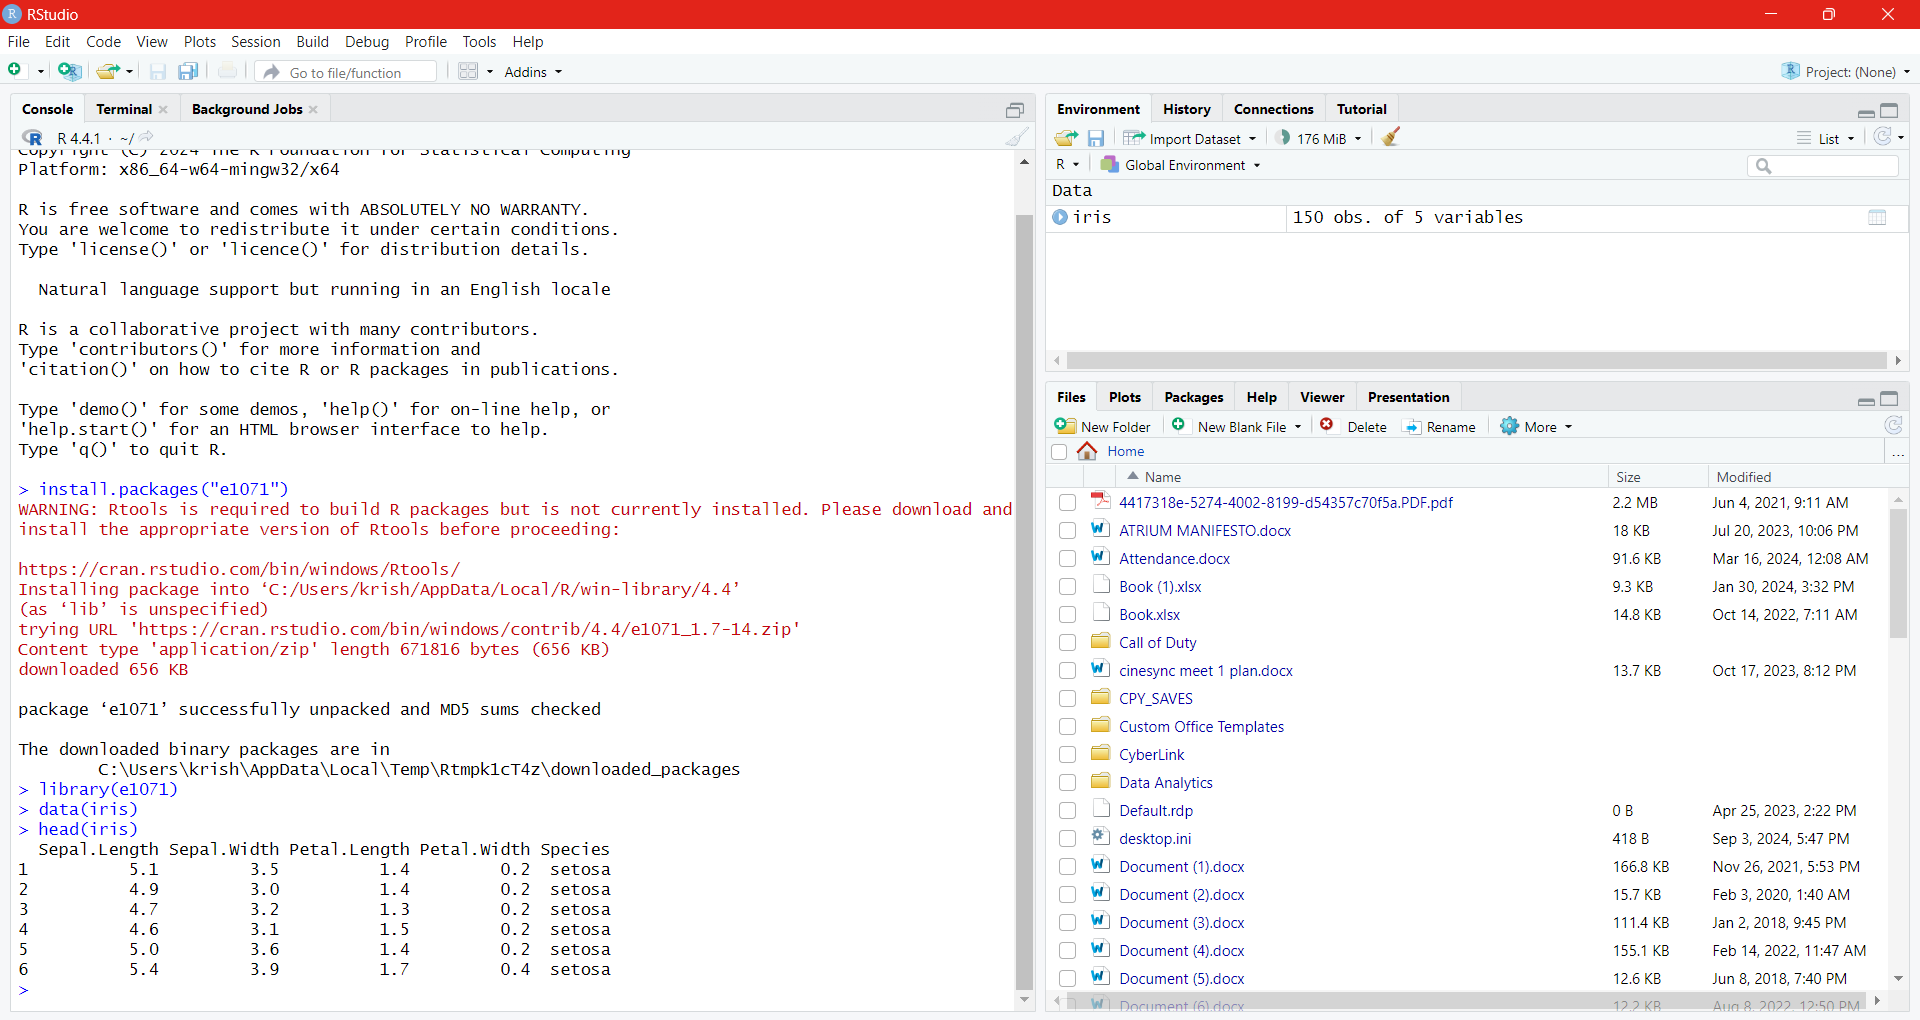 RStudio
File Edit Code View Plots Session Build Debug Profile Tools Help
Go to file/function Addins Project: (None)
Console Terminal Background Jobs
R 4.4.1 · ~/
Copyright (C) 2024 The R Foundation for Statistical Computing
Platform: x86_64-w64-mingw32/x64
R is free software and comes with ABSOLUTELY NO WARRANTY.
You are welcome to redistribute it under certain conditions.
Type 'license()' or 'licence()' for distribution details.
Natural language support but running in an English locale
R is a collaborative project with many contributors.
Type 'contributors()' for more information and
'citation()' on how to cite R or R packages in publications.
Type 'demo()' for some demos, 'help()' for on-line help, or
'help.start()' for an HTML browser interface to help.
Type 'q()' to quit R.
> install.packages("e1071")
WARNING: Rtools is required to build R packages but is not currently installed. Please download and
install the appropriate version of Rtools before proceeding:
https://cran.rstudio.com/bin/windows/Rtools/
Installing package into ‘C:/Users/krish/AppData/Local/R/win-library/4.4’
(as ‘lib’ is unspecified)
trying URL 'https://cran.rstudio.com/bin/windows/contrib/4.4/e1071_1.7-14.zip'
Content type 'application/zip' length 671816 bytes (656 KB)
downloaded 656 KB
package ‘e1071’ successfully unpacked and MD5 sums checked
The downloaded binary packages are in
C:\Users\krish\AppData\Local\Temp\Rtmpk1cT4z\downloaded_packages
> library(e1071)
> data(iris)
> head(iris)
Sepal.Length Sepal.Width Petal.Length Petal.Width Species
1 5.1 3.5 1.4 0.2 setosa
2 4.9 3.0 1.4 0.2 setosa
3 4.7 3.2 1.3 0.2 setosa
4 4.6 3.1 1.5 0.2 setosa
5 5.0 3.6 1.4 0.2 setosa
6 5.4 3.9 1.7 0.4 setosa
>
Environment History Connections Tutorial
Import Dataset 176 MiB List
R Global Environment
Data
iris 150 obs. of 5 variables
Files Plots Packages Help Viewer Presentation
New Folder New Blank File Delete Rename More
Home ...
Name Size Modified
4417318e-5274-4002-8199-d54357c70f5a.PDF.pdf 2.2 MB Jun 4, 2021, 9:11 AM
ATRIUM MANIFESTO.docx 18 KB Jul 20, 2023, 10:06 PM
Attendance.docx 91.6 KB Mar 16, 2024, 12:08 AM
Book (1).xlsx 9.3 KB Jan 30, 2024, 3:32 PM
Book.xlsx 14.8 KB Oct 14, 2022, 7:11 AM
Call of Duty
cinesync meet 1 plan.docx 13.7 KB Oct 17, 2023, 8:12 PM
CPY_SAVES
Custom Office Templates
CyberLink
Data Analytics
Default.rdp 0 B Apr 25, 2023, 2:22 PM
desktop.ini 418 B Sep 3, 2024, 5:47 PM
Document (1).docx 166.8 KB Nov 26, 2021, 5:53 PM
Document (2).docx 15.7 KB Feb 3, 2020, 1:40 AM
Document (3).docx 111.4 KB Jan 2, 2018, 9:45 PM
Document (4).docx 155.1 KB Feb 14, 2022, 11:47 AM
Document (5).docx 12.6 KB Jun 8, 2018, 7:40 PM
Document (6).docx 12.2 KB Aug 8, 2022, 12:50 PM